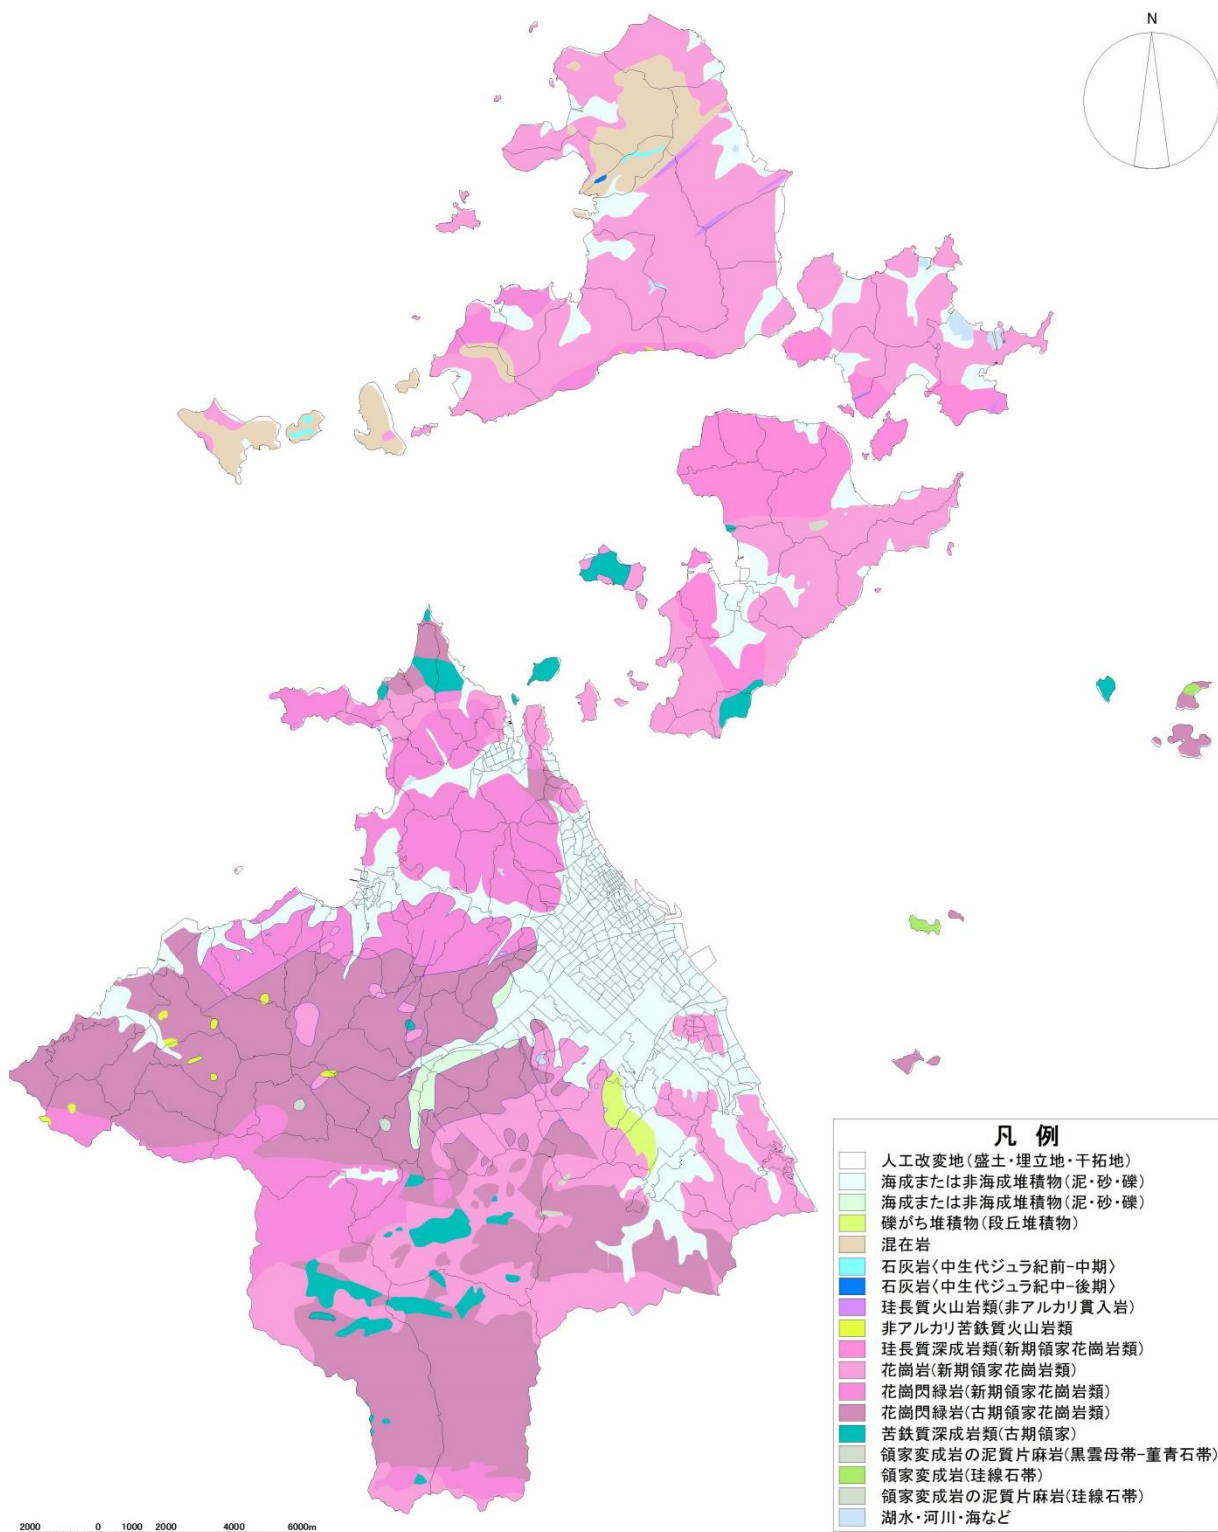 N
凡 例
人工改変地(盛土・埋立地・干拓地)
海成または非海成堆積物(泥・砂・礫)
海成または非海成堆積物(泥・砂・礫)
礫がち堆積物(段丘堆積物)
混在岩
石灰岩〈中生代ジュラ紀前-中期〉
石灰岩〈中生代ジュラ紀中-後期〉
珪長質火山岩類(非アルカリ貫入岩)
非アルカリ苦鉄質火山岩類
珪長質深成岩類(新期領家花崗岩類)
花崗岩(新期領家花崗岩類)
花崗閃緑岩(新期領家花崗岩類)
花崗閃緑岩(古期領家花崗岩類)
苦鉄質深成岩類(古期領家)
領家変成岩の泥質片麻岩(黒雲母帯-菫青石帯)
領家変成岩(珪線石帯)
領家変成岩の泥質片麻岩(珪線石帯)
湖水・河川・海など
2000 0 1000 2000 4000 6000m